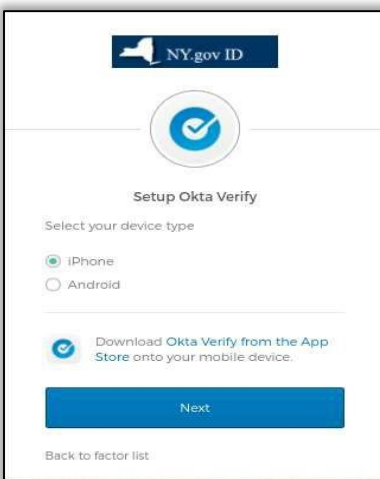 NY.gov ID
Setup Okta Verify
Select your device type
iPhone
Android
Download Okta Verify from the App
Store onto your mobile device.
Next
Back to factor list